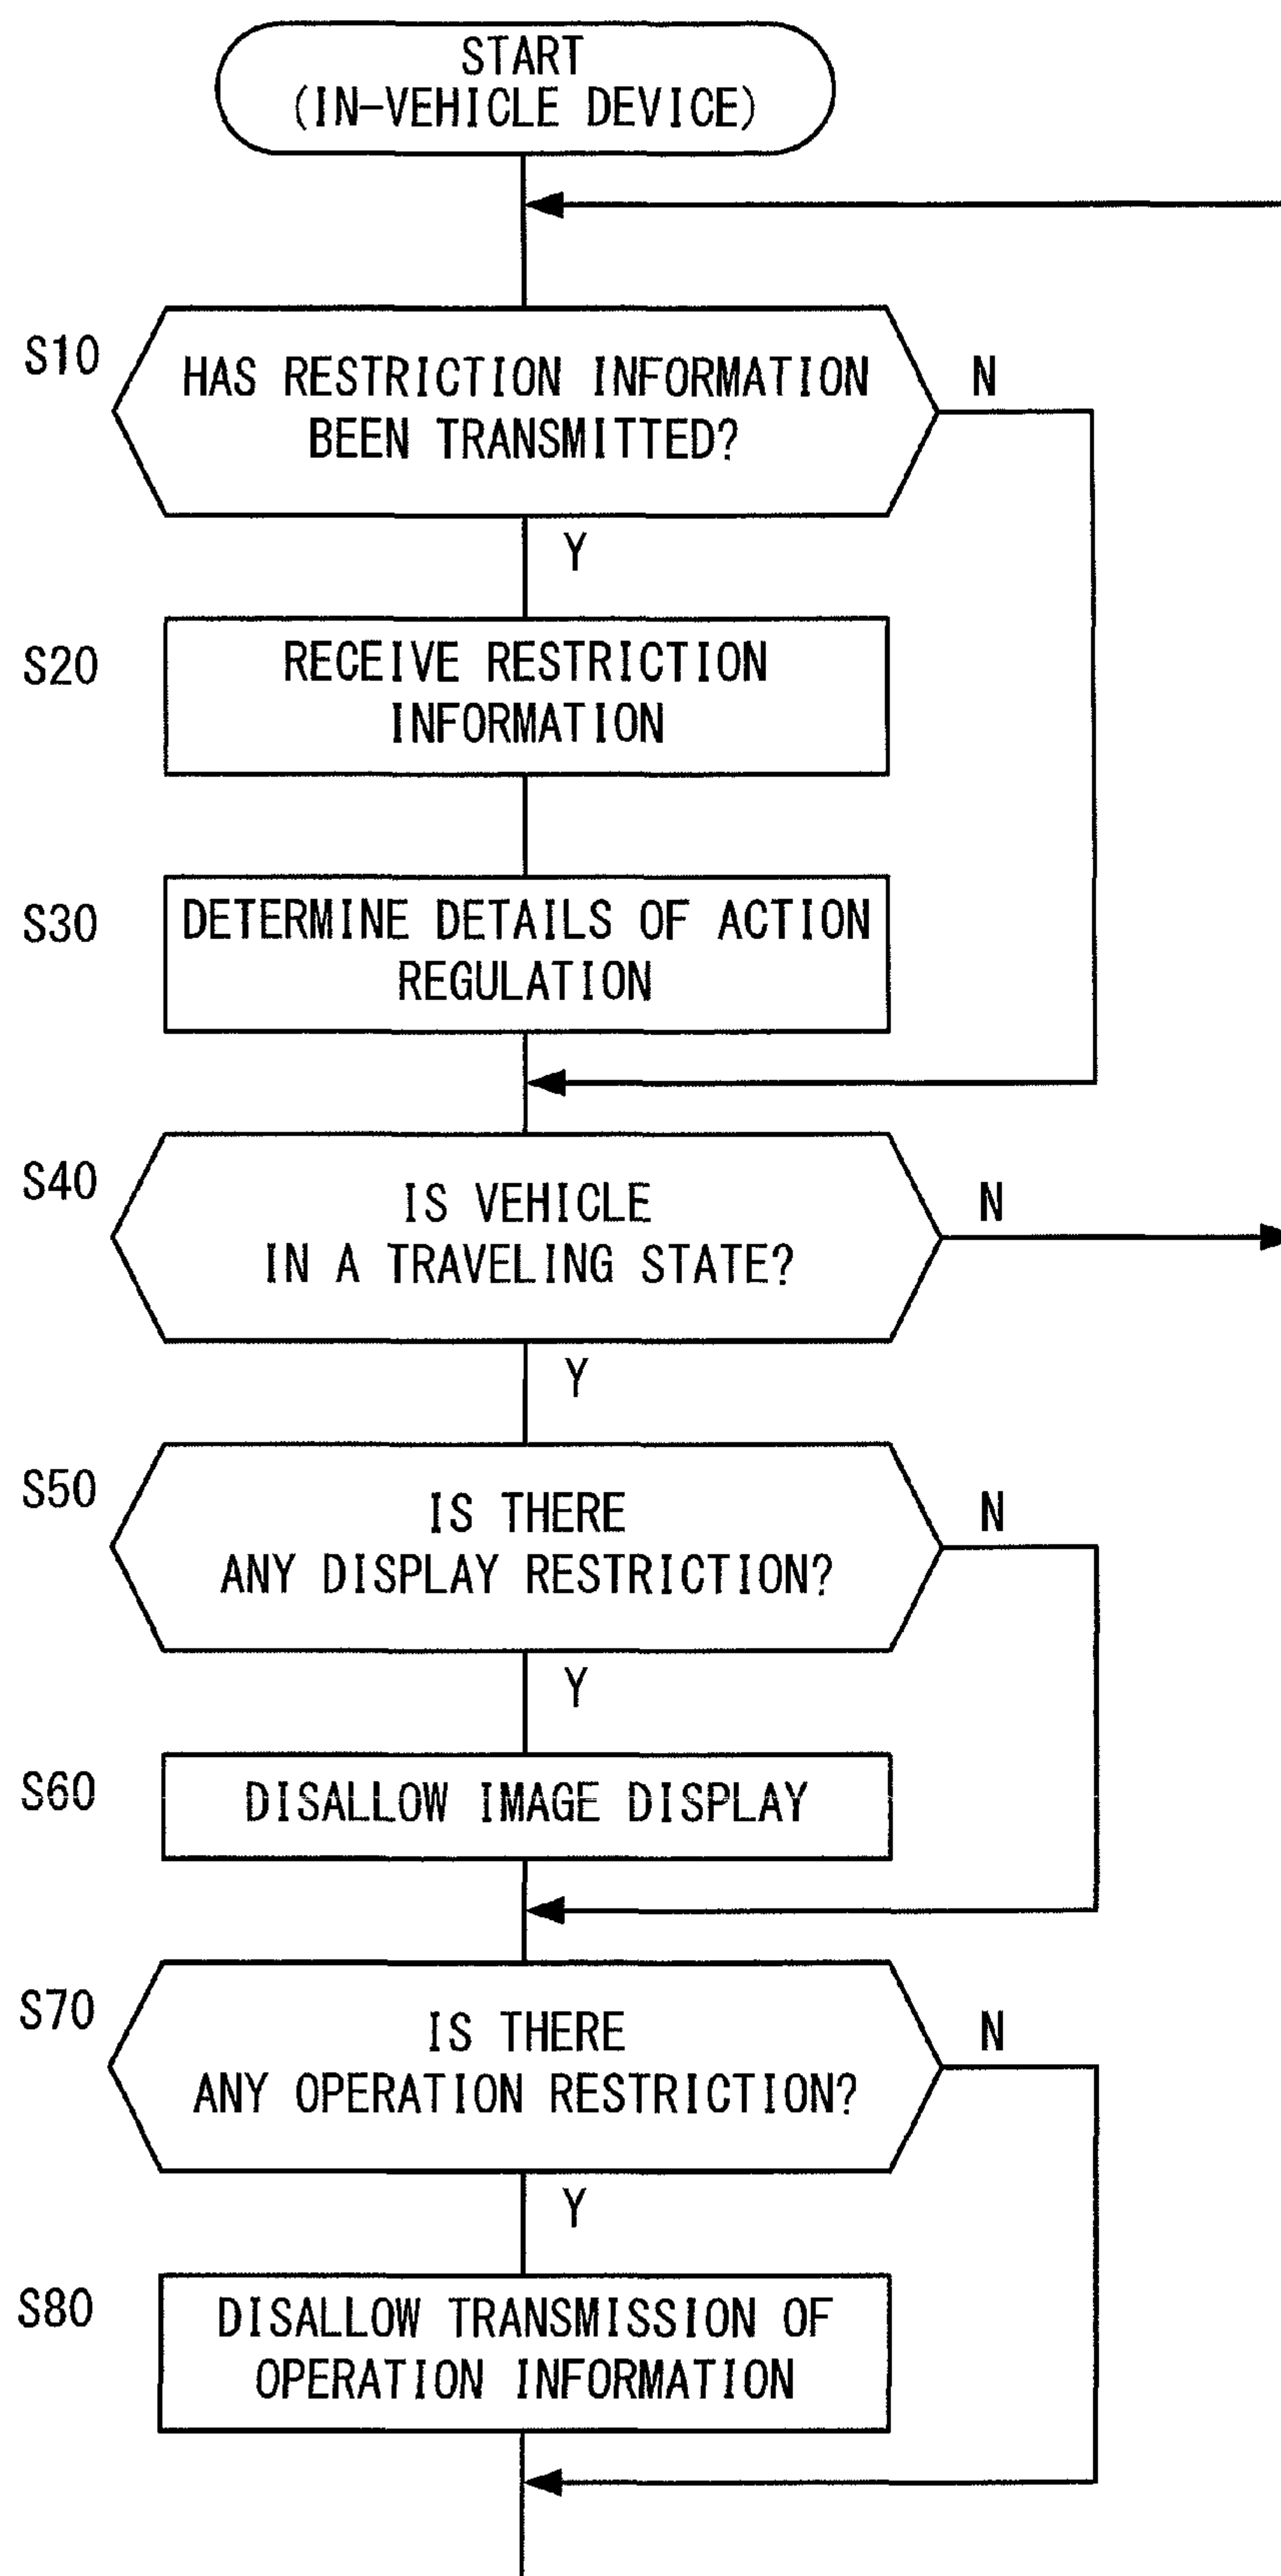 START
(IN-VEHICLE DEVICE)
S10
HAS RESTRICTION INFORMATION
BEEN TRANSMITTED?
N
Y
S20
RECEIVE RESTRICTION
INFORMATION
S30
DETERMINE DETAILS OF ACTION
REGULATION
S40
IS VEHICLE
IN A TRAVELING STATE?
N
Y
S50
IS THERE
ANY DISPLAY RESTRICTION?
N
Y
S60
DISALLOW IMAGE DISPLAY
S70
IS THERE
ANY OPERATION RESTRICTION?
N
Y
S80
DISALLOW TRANSMISSION OF
OPERATION INFORMATION